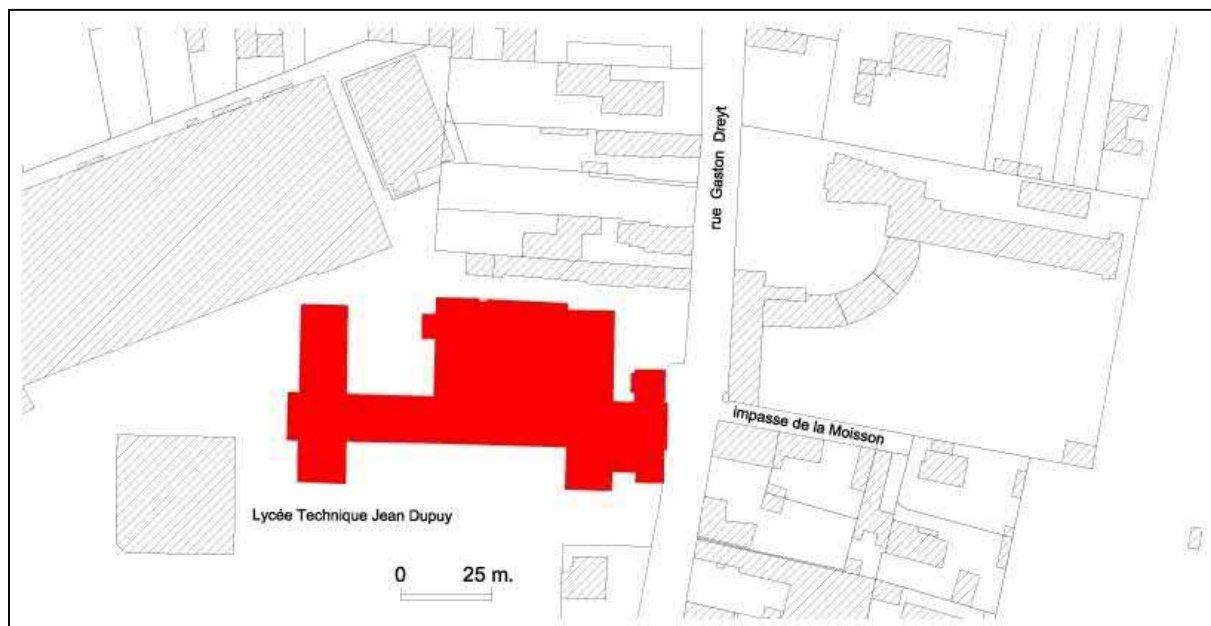 rue Gaston Dreyt
impasse de la Moisson
Lycée Technique Jean Dupuy
0 25 m.